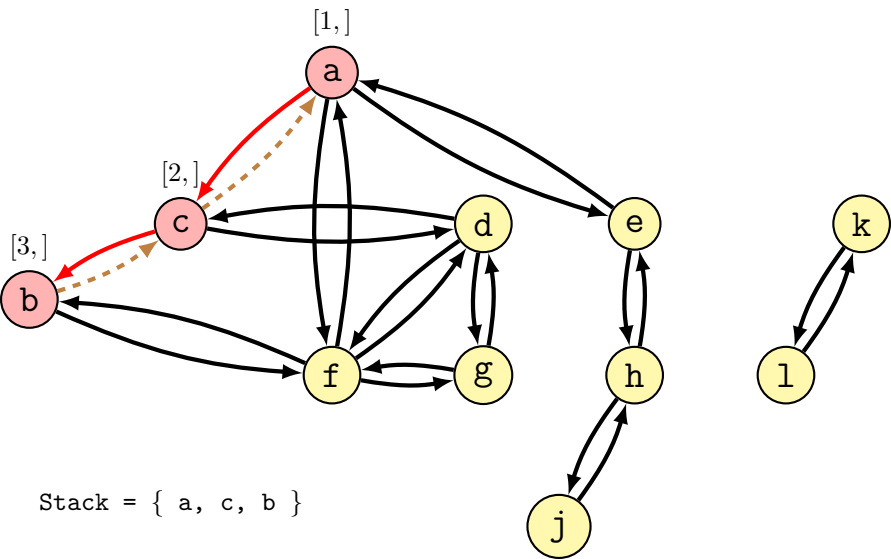 [1,]
a
[2,]
c
d
e
k
[3,]
b
f
g
h
l
Stack = { a, c, b }
j